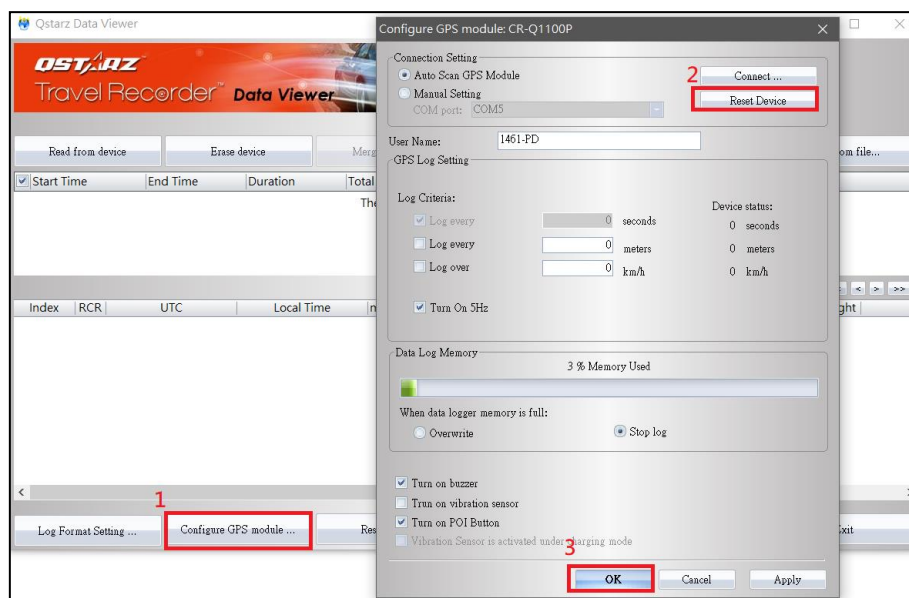 Qstarz Data Viewer
QSTARZ
Travel Recorder™ Data Viewer
Read from device
Erase device
Merg
om file...
Start Time
End Time
Duration
Total
The
Index
RCR
UTC
Local Time
ght
1
Log Format Setting ...
Configure GPS module ...
Res
Exit
Configure GPS module: CR-Q1100P
Connection Setting
Auto Scan GPS Module
2
Connect ...
Manual Setting
Reset Device
COM port: COM5
User Name: 1461-PD
GPS Log Setting
Log Criteria:
Device status:
Log every 0 seconds
0 seconds
Log every 0 meters
0 meters
Log over 0 km/h
0 km/h
Turn On 5Hz
Data Log Memory
3 % Memory Used
When data logger memory is full:
Overwrite
Stop log
Turn on buzzer
Trun on vibration sensor
Turn on POI Button
Vibration Sensor is activated under charging mode
3
OK
Cancel
Apply